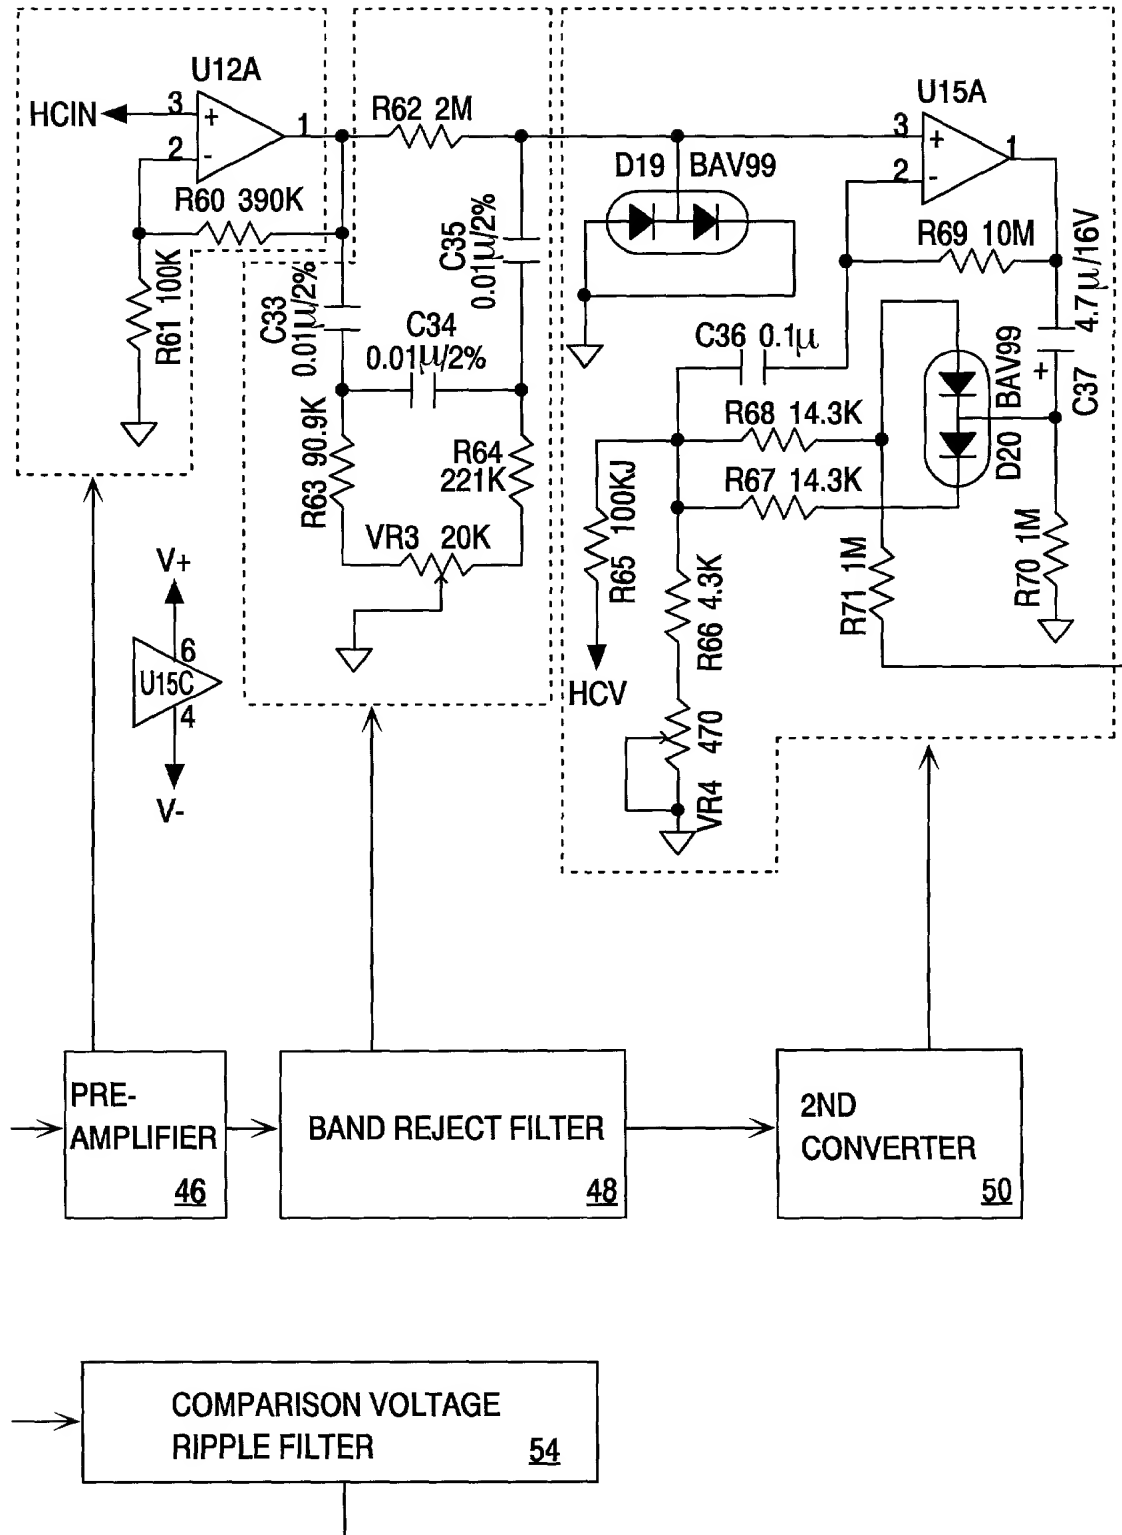 U12A
HCIN
3
+
2
-
1
R60 390K
R61 100K
R62 2M
C33
0.01μ/2%
C34
0.01μ/2%
C35
0.01μ/2%
R63 90.9K
R64
221K
VR3 20K
D19 BAV99
U15A
3
+
2
-
1
R69 10M
4.7μ/16V
+
C37
C36 0.1μ
BAV99
D20
R68 14.3K
R67 14.3K
R65 100KJ
HCV
R66 4.3K
VR4 470
R71 1M
R70 1M
V+
6
U15C
4
V-
PRE-
AMPLIFIER
46
BAND REJECT FILTER
48
2ND
CONVERTER
50
COMPARISON VOLTAGE
RIPPLE FILTER
54